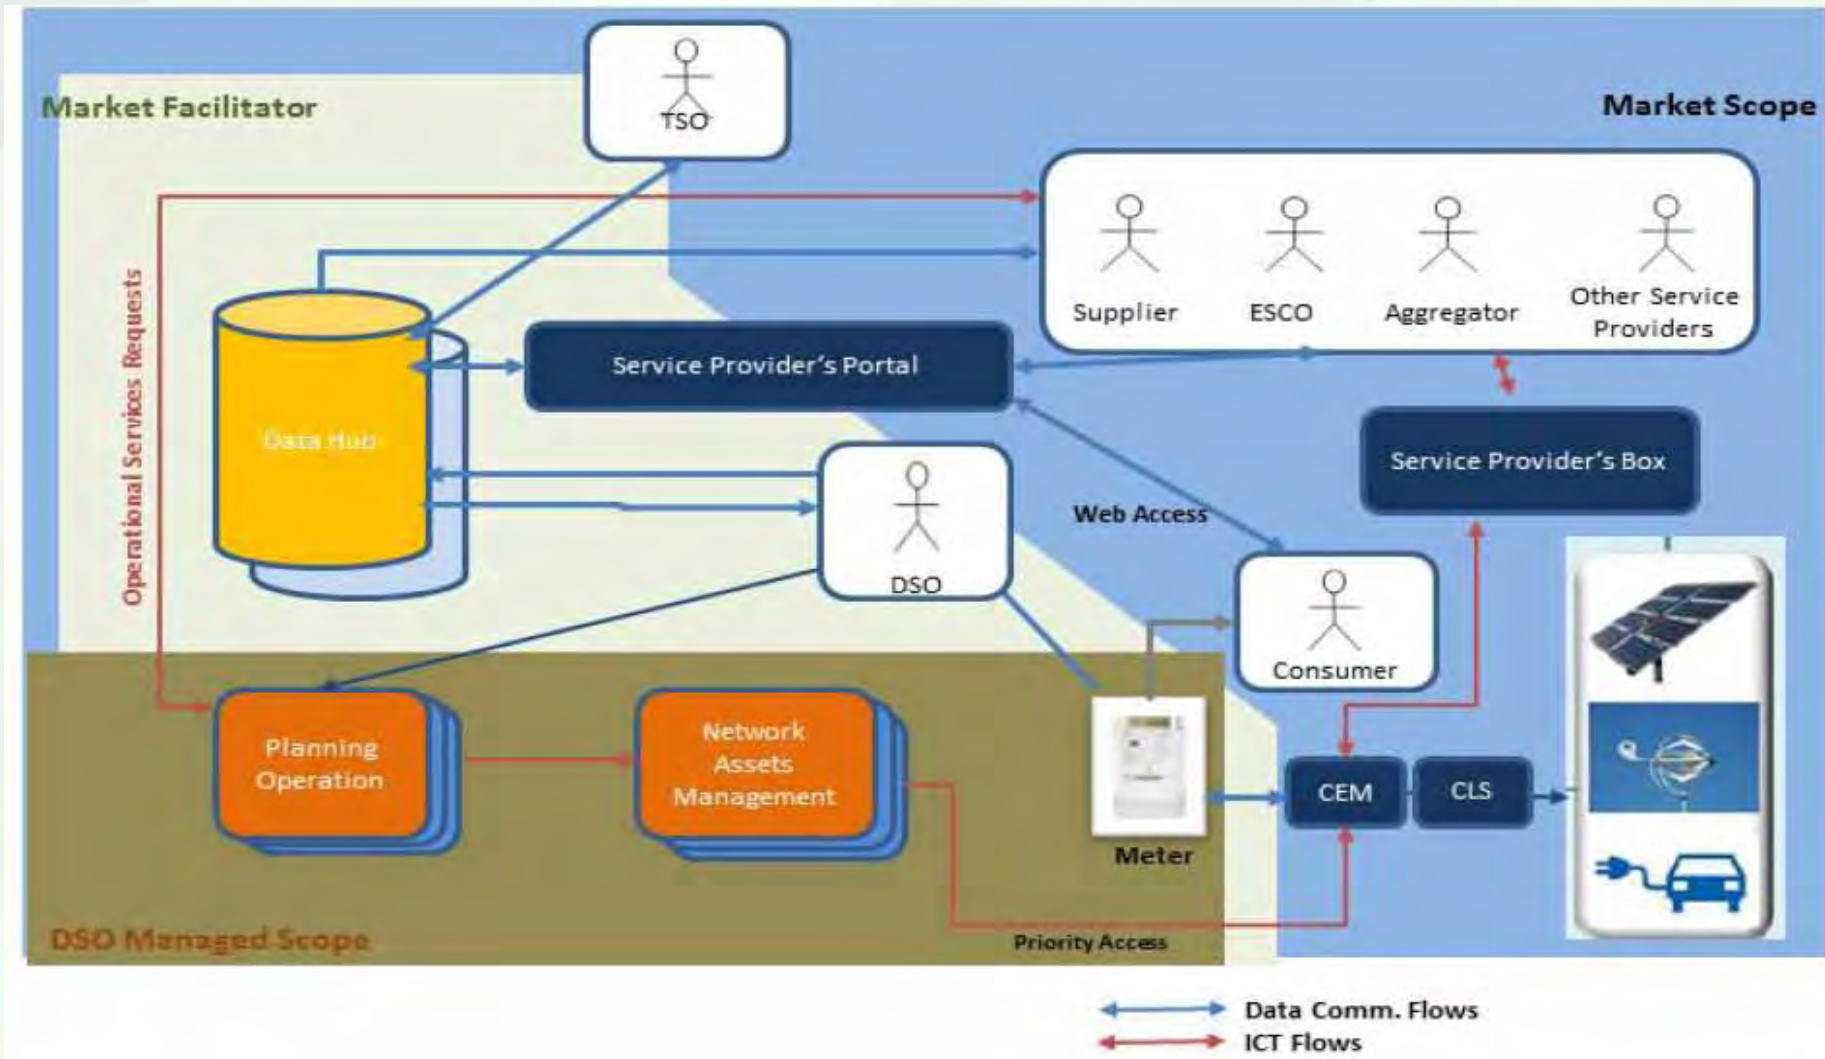 TSO
Market Facilitator
Market Scope
Supplier
ESCO
Aggregator
Other Service
Providers
Operational Services Requests
Service Provider's Portal
Data Hub
Service Provider's Box
Web Access
DSO
Consumer
Planning
Operation
Network
Assets
Management
CEM
CLS
Meter
DSO Managed Scope
Priority Access
Data Comm. Flows
ICT Flows